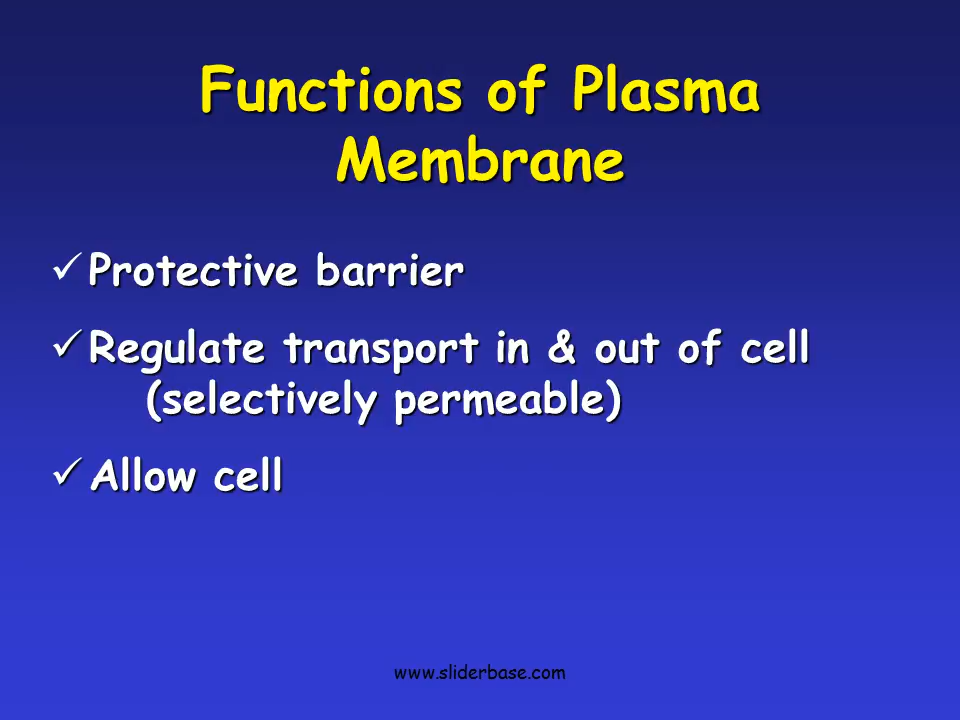 Functions of Plasma
Membrane
✓ Protective barrier
✓ Regulate transport in & out of cell
(selectively permeable)
✓ Allow cell
www.sliderbase.com